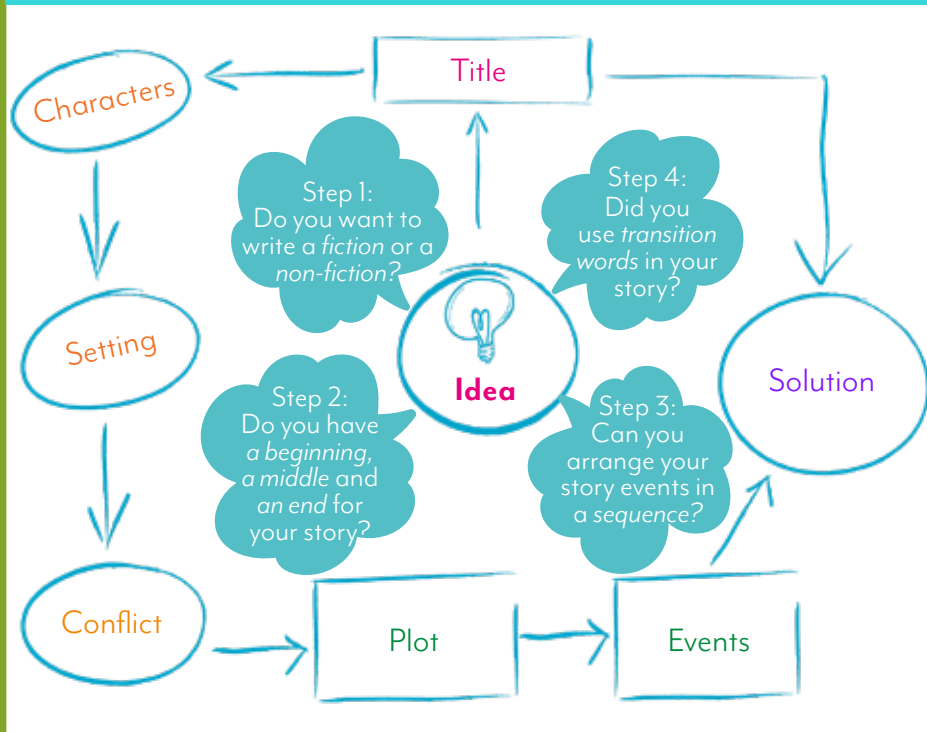 Title
Characters
Step 1:
Do you want to
write a fiction or a
non-fiction?
Step 4:
Did you
use transition
words in your
story?
Setting
Idea
Solution
Step 2:
Do you have
a beginning,
a middle and
an end for
your story?
Step 3:
Can you
arrange your
story events in
a sequence?
Conflict
Plot
Events